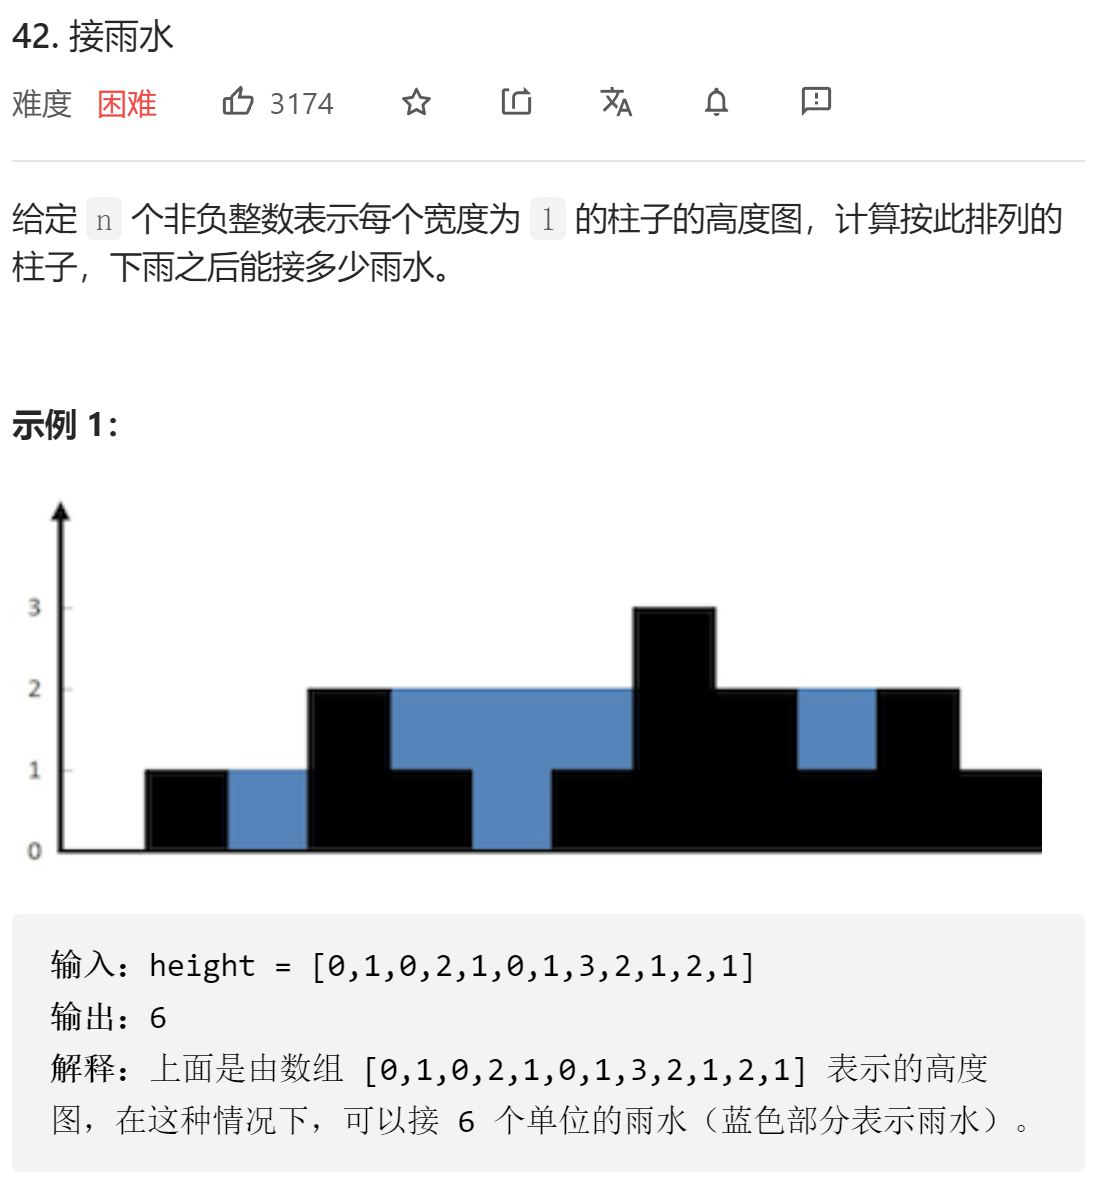 42. 接雨水
难度 困难 3174
给定 n 个非负整数表示每个宽度为 1 的柱子的高度图，计算按此排列的
柱子，下雨之后能接多少雨水。
示例 1：
3
2
1
0
输入：height = [0,1,0,2,1,0,1,3,2,1,2,1]
输出：6
解释：上面是由数组 [0,1,0,2,1,0,1,3,2,1,2,1] 表示的高度
图，在这种情况下，可以接 6 个单位的雨水（蓝色部分表示雨水）。